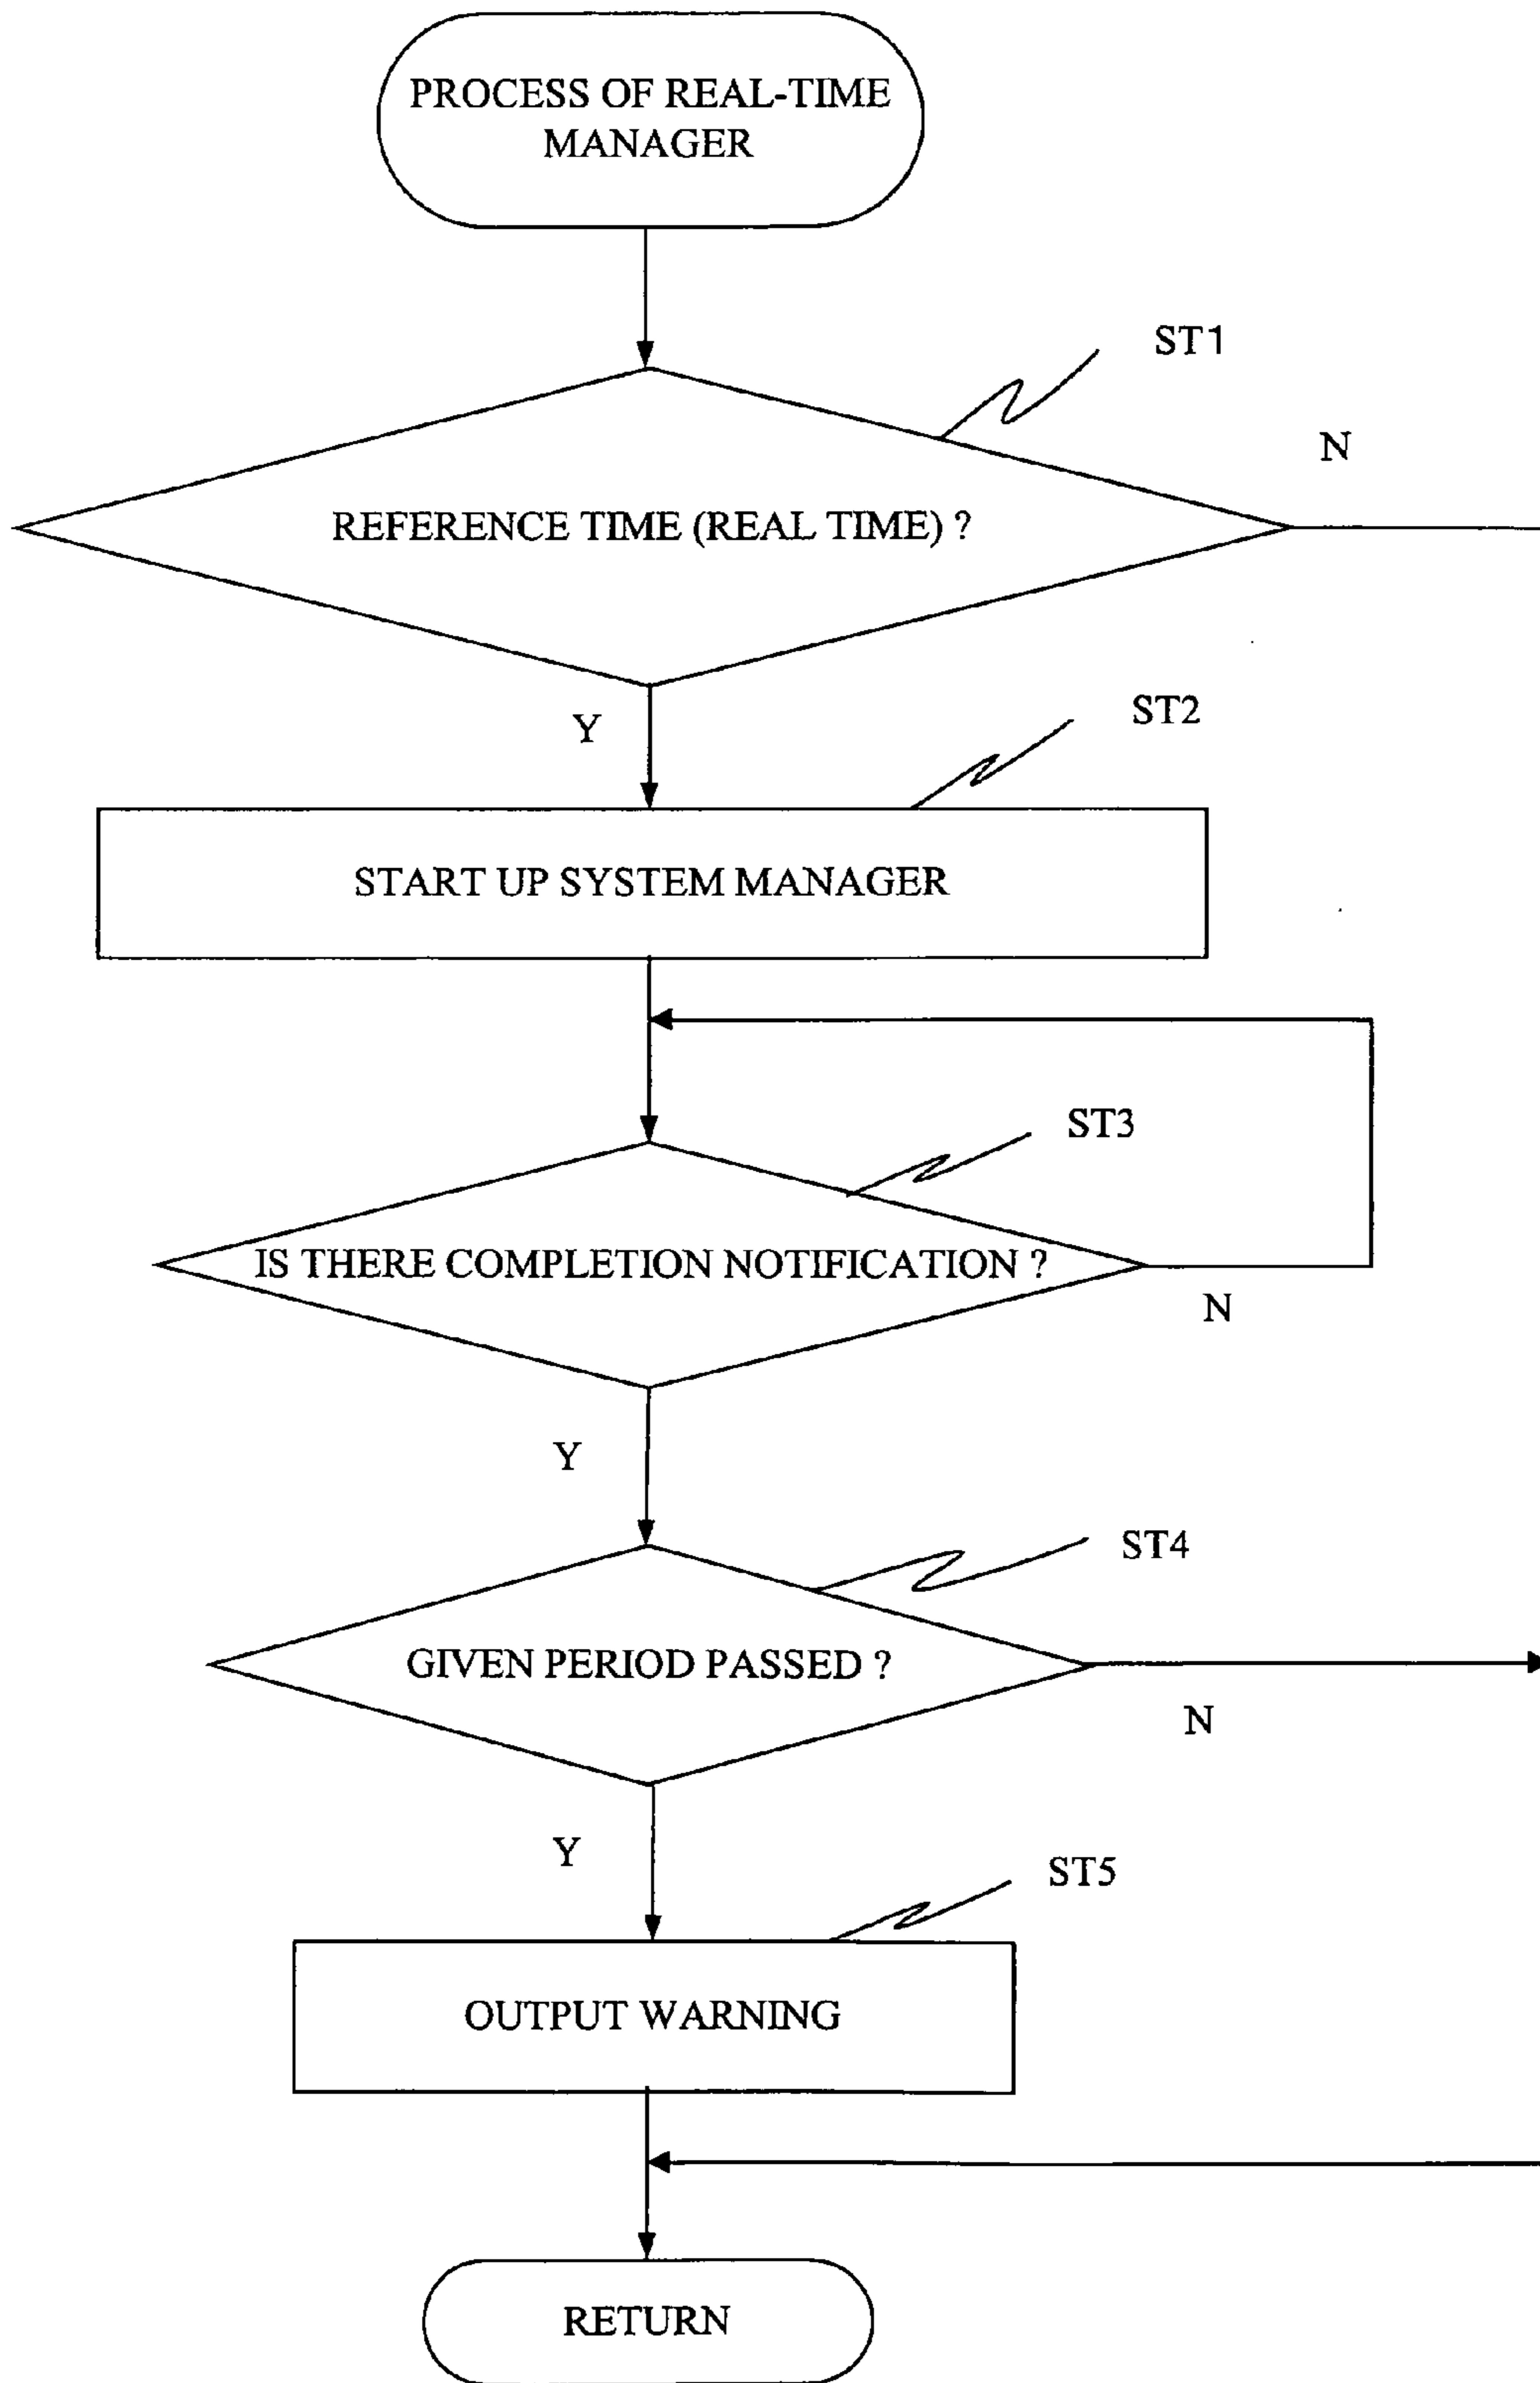 PROCESS OF REAL-TIME
MANAGER
ST1
N
REFERENCE TIME (REAL TIME) ?
Y
ST2
START UP SYSTEM MANAGER
ST3
IS THERE COMPLETION NOTIFICATION ?
N
Y
ST4
GIVEN PERIOD PASSED ?
N
Y
ST5
OUTPUT WARNING
RETURN